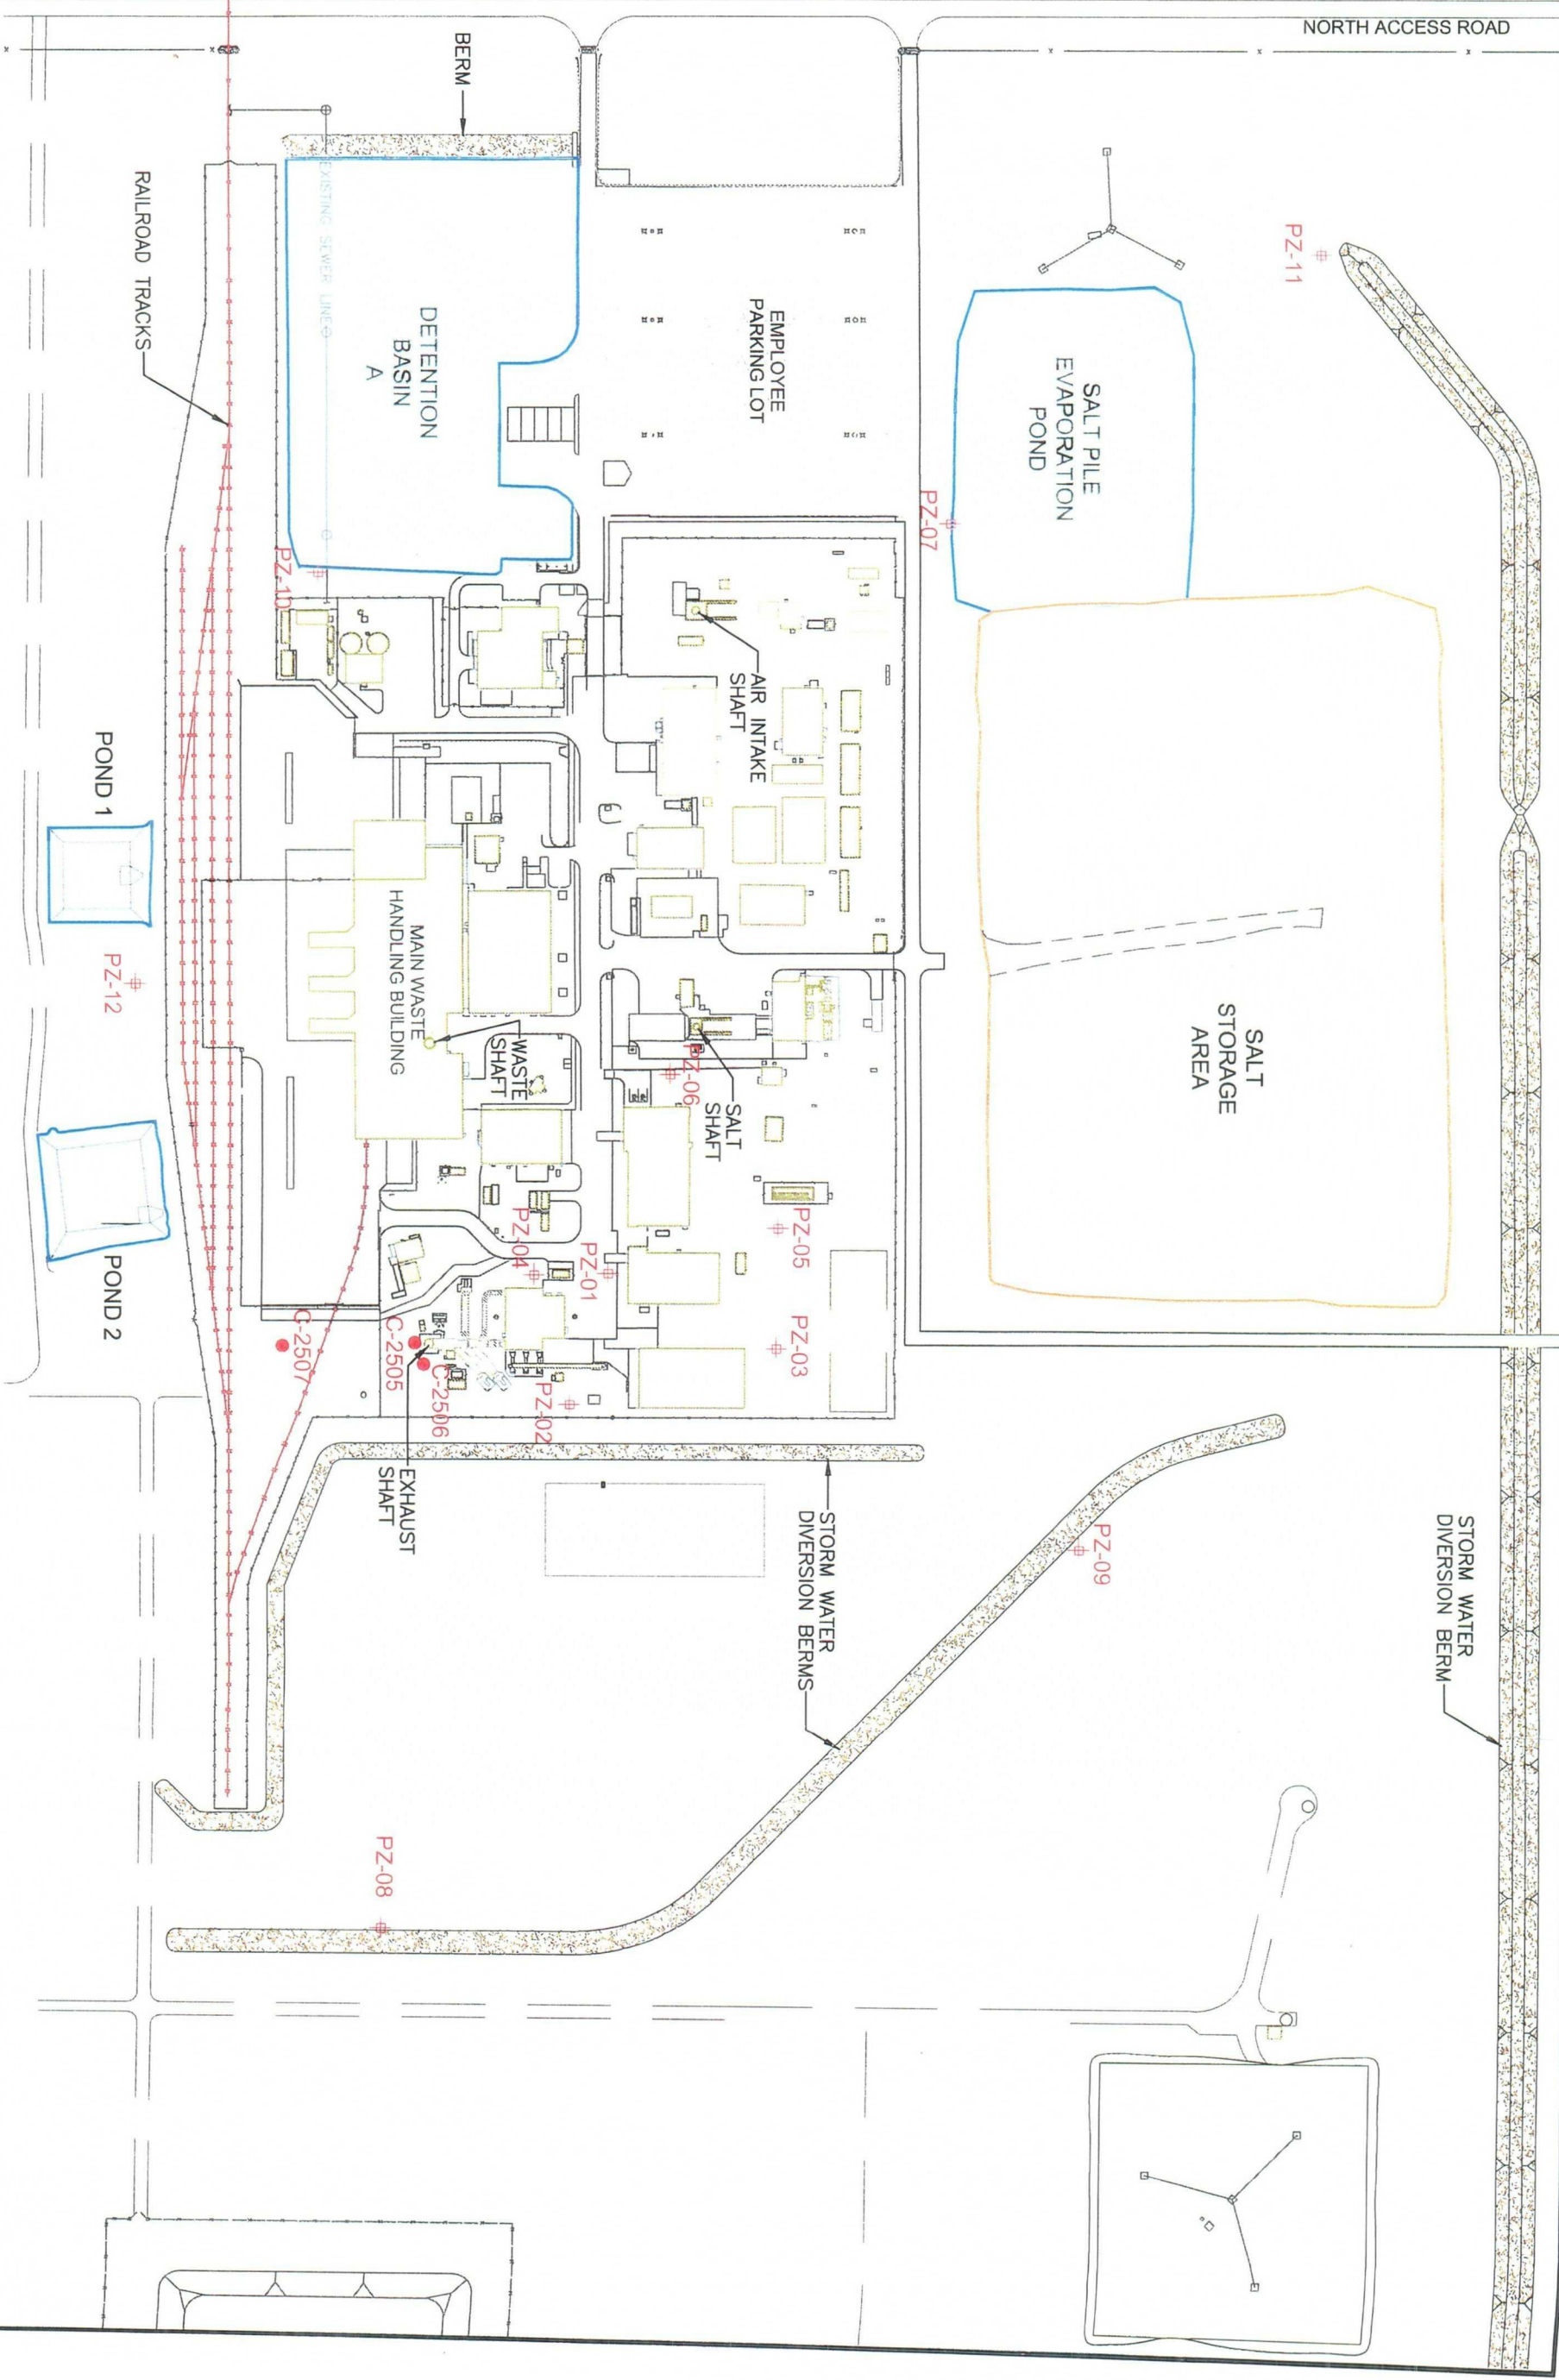 NORTH ACCESS ROAD
BERM
PZ-11
EXISTING SEWER LINE
RAILROAD TRACKS
DETENTION
BASIN
A
EMPLOYEE
PARKING LOT
SALT PILE
EVAPORATION
POND
PZ-07
PZ-10
AIR INTAKE
SHAFT
POND 1
MAIN WASTE
HANDLING BUILDING
PZ-12
WASTE
SHAFT
PZ-06
SALT
SHAFT
SALT
STORAGE
AREA
PZ-04
PZ-01
PZ-05
POND 2
C-2507
C-2505
C-2506
PZ-02
PZ-03
EXHAUST
SHAFT
STORM WATER
DIVERSION BERMS
PZ-09
STORM WATER
DIVERSION BERM
PZ-08